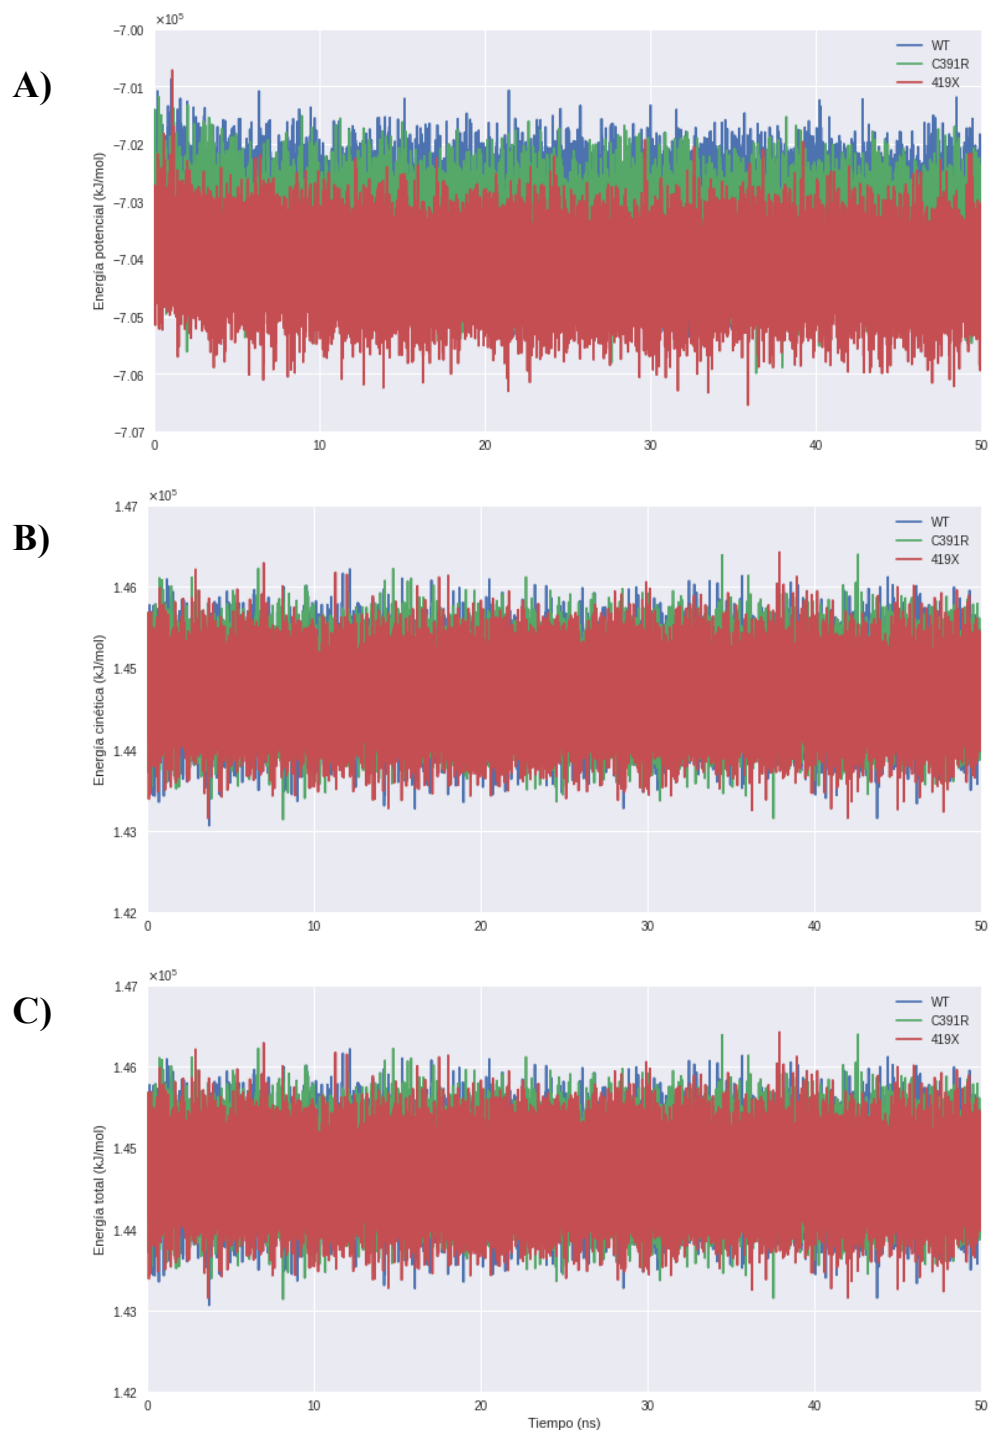 A)
×10⁵
−7.00
−7.01
−7.02
−7.03
−7.04
−7.05
−7.06
−7.07
Energía potencial (kJ/mol)
WT
C391R
419X
0 10 20 30 40 50
B)
×10⁵
1.47
1.46
1.45
1.44
1.43
1.42
Energía cinética (kJ/mol)
WT
C391R
419X
0 10 20 30 40 50
C)
×10⁵
1.47
1.46
1.45
1.44
1.43
1.42
Energía total (kJ/mol)
WT
C391R
419X
0 10 20 30 40 50
Tiempo (ns)